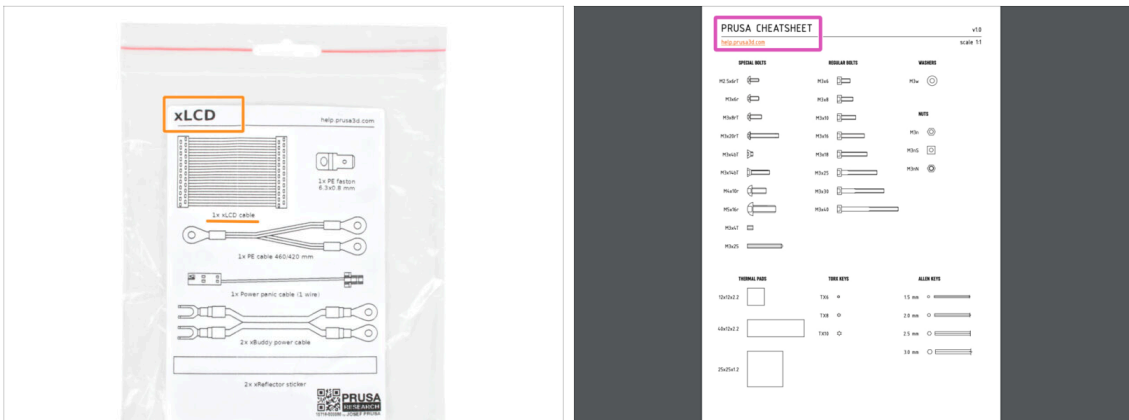 xLCD
help.prusa3d.com
1x PE faston
6.3x0.8 mm
1x xLCD cable
1x PE cable 460/420 mm
1x Power panic cable (1 wire)
2x xBuddy power cable
2x xReflector sticker
PRUSA
RESEARCH
by JOSEF PRUSA
PRUSA CHEATSHEET
v1.0
help.prusa3d.com
scale 1:1
SPECIAL BOLTS
M2.5x6rT
M3x6r
M3x8rT
M3x20rT
M3x4bT
M3x14bT
M4x10r
M5x16r
M3x4T
M3x25
REGULAR BOLTS
M3x6
M3x8
M3x10
M3x16
M3x18
M3x25
M3x30
M3x40
WASHERS
M3w
NUTS
M3n
M3nS
M3nN
THERMAL PADS
12x12x2.2
40x12x2.2
25x25x1.2
TORX KEYS
TX6
TX8
TX10
ALLEN KEYS
1.5 mm
2.0 mm
2.5 mm
3.0 mm